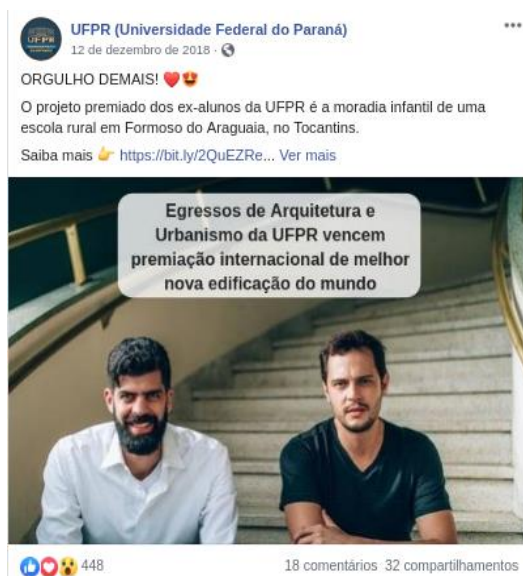 UFPR (Universidade Federal do Paraná)
12 de dezembro de 2018 ·
ORGULHO DEMAIS!
O projeto premiado dos ex-alunos da UFPR é a moradia infantil de uma
escola rural em Formoso do Araguaia, no Tocantins.
Saiba mais https://bit.ly/2QuEZRe... Ver mais
Egressos de Arquitetura e
Urbanismo da UFPR vencem
premiação internacional de melhor
nova edificação do mundo
448
18 comentários 32 compartilhamentos